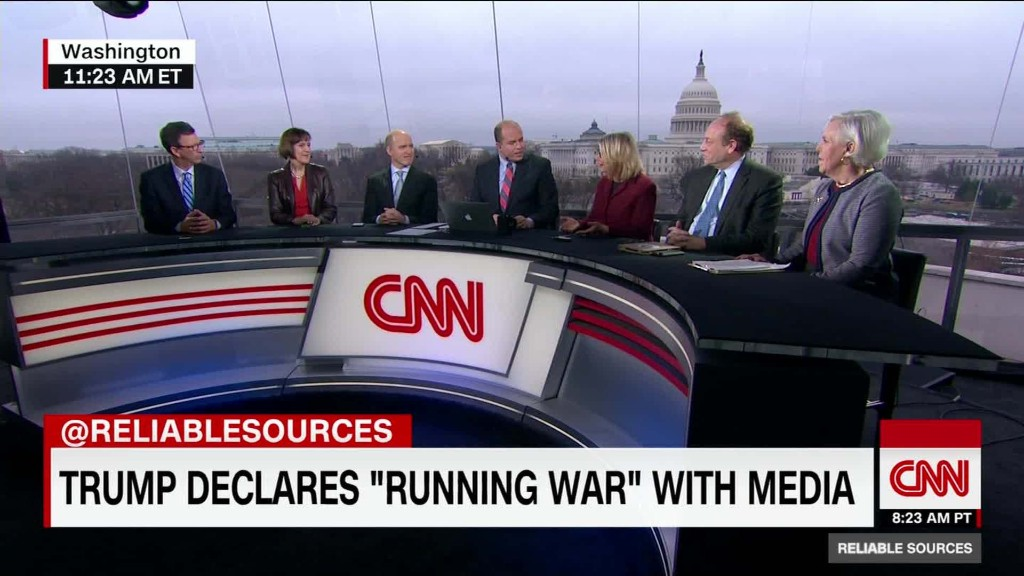 Washington
11:23 AM ET
CNN
@RELIABLESOURCES
TRUMP DECLARES "RUNNING WAR" WITH MEDIA
CNN
8:23 AM PT
RELIABLE SOURCES